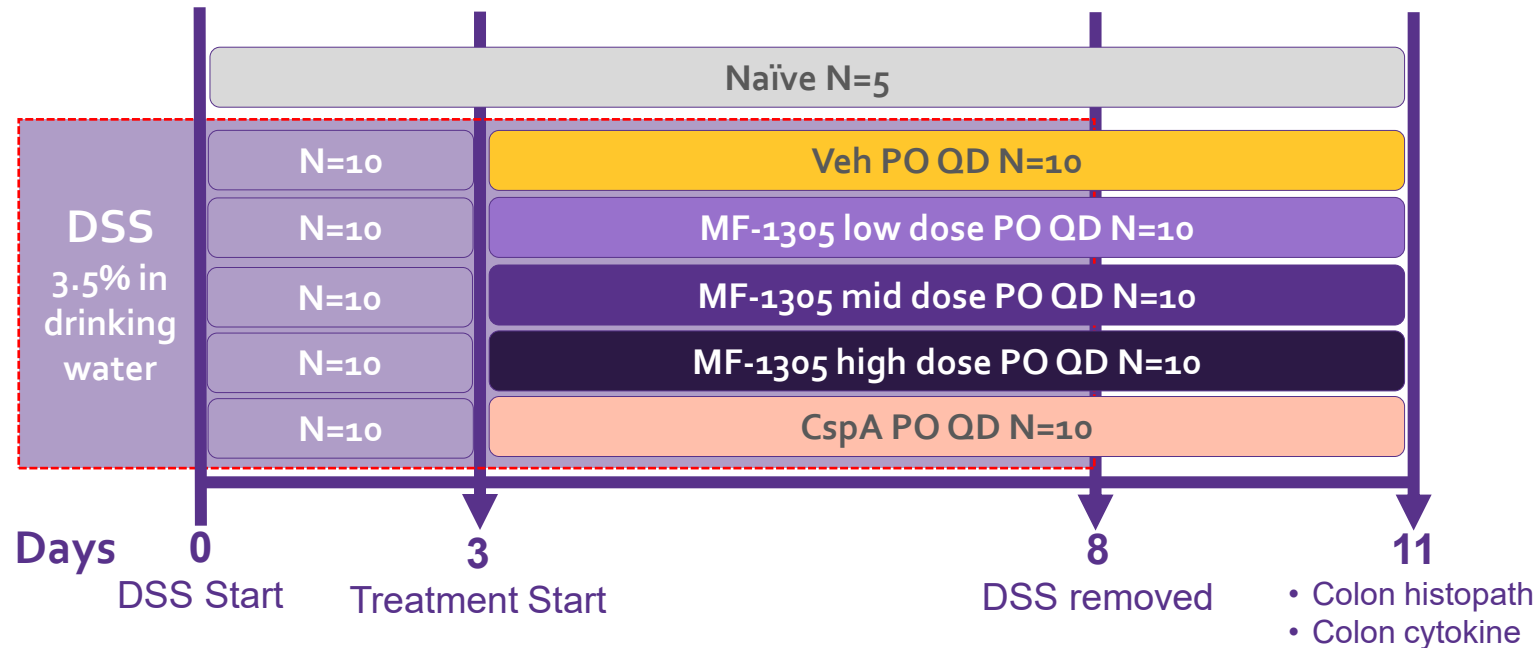 Naïve N=5
DSS
3.5% in
drinking
water
N=10
Veh PO QD N=10
N=10
MF-1305 low dose PO QD N=10
N=10
MF-1305 mid dose PO QD N=10
N=10
MF-1305 high dose PO QD N=10
N=10
CspA PO QD N=10
Days
0
3
8
11
DSS Start
Treatment Start
DSS removed
• Colon histopath
• Colon cytokine